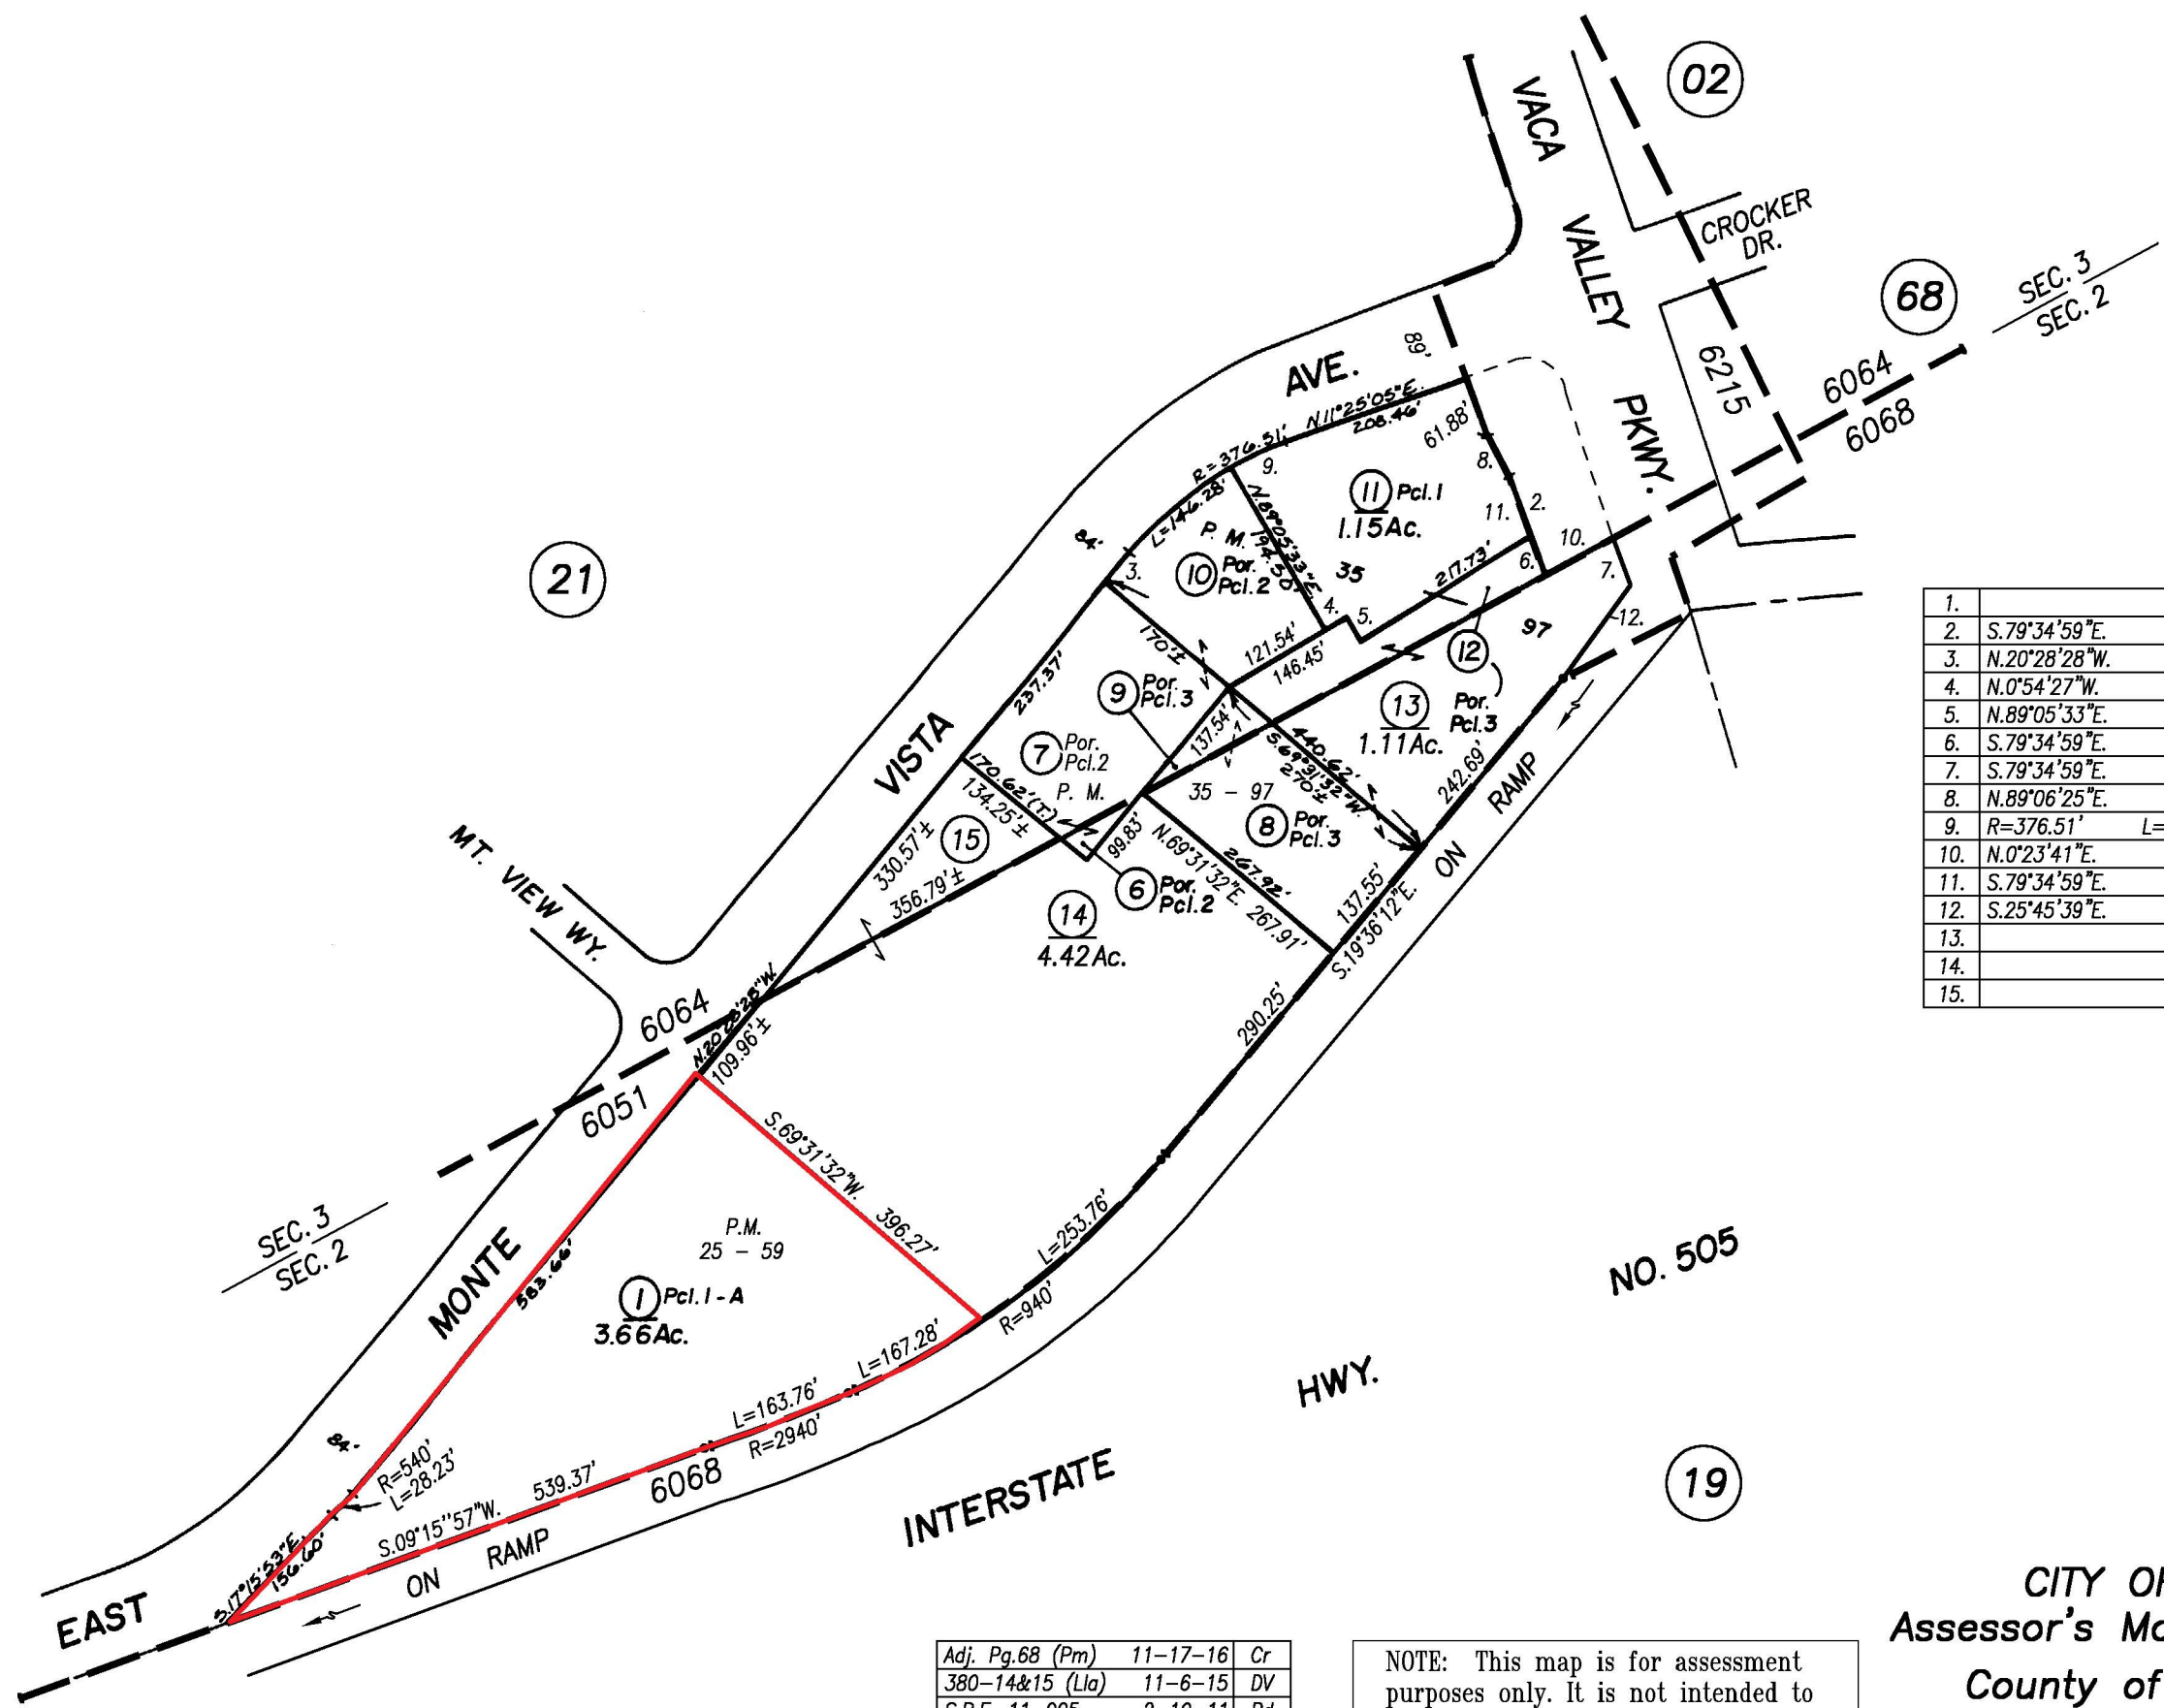 02
VACA VALLEY PKWY.
CROCKER
DR.
68
SEC. 3
SEC. 2
6215
6064
6068
89'
AVE.
N.11°25'05"E.
208.46'
61.88'
R=376.51'
L=146.28'
9.
8.
2.
11.
10.
6.
7.
12.
11 Pcl.1
1.15Ac.
N.89°05'33"E.
194.50'
P. M.
35
10 Por.
Pcl.2
84'
3.
4.
5.
217.73'
97
12
121.54'
146.45'
170'±
21
237.37'
9 Por.
Pcl.3
13 Por.
Pcl.3
1.11Ac.
VISTA
7 Por.
Pcl.2
P. M.
35 - 97
137.54'
440.62'
S.69°31'32"W.
270'±
242.69'
ON RAMP
170.62'(T.)
134.25'±
15
8 Por.
Pcl.3
99.83'
N.69°31'32"E. 267.91'
267.92'
137.55'
S.19°36'12"E.
330.57'±
356.79'±
6 Por.
Pcl.2
14
4.42Ac.
MT. VIEW WY.
6064
6051
N.20°28'28"W.
109.96'±
290.25'
S.69°31'32"W. 396.27'
SEC. 3
SEC. 2
MONTE
583.66'
P.M.
25 - 59
1 Pcl.1-A
3.66Ac.
L=253.76'
R=940'
L=167.28'
L=163.76'
R=2940'
84'
R=540'
L=28.23'
539.37'
6068
S.09°15'57"W.
S.17°15'53"E.
156.60'
ON RAMP
EAST
INTERSTATE HWY. NO. 505
19
1.
2. S.79°34'59"E.
3. N.20°28'28"W.
4. N.0°54'27"W.
5. N.89°05'33"E.
6. S.79°34'59"E.
7. S.79°34'59"E.
8. N.89°06'25"E.
9. R=376.51' L=
10. N.0°23'41"E.
11. S.79°34'59"E.
12. S.25°45'39"E.
13.
14.
15.
Adj. Pg.68 (Pm) 11-17-16 Cr
380-14&15 (Lla) 11-6-15 DV
NOTE: This map is for assessment
purposes only. It is not intended to
CITY
Assessor's
County of